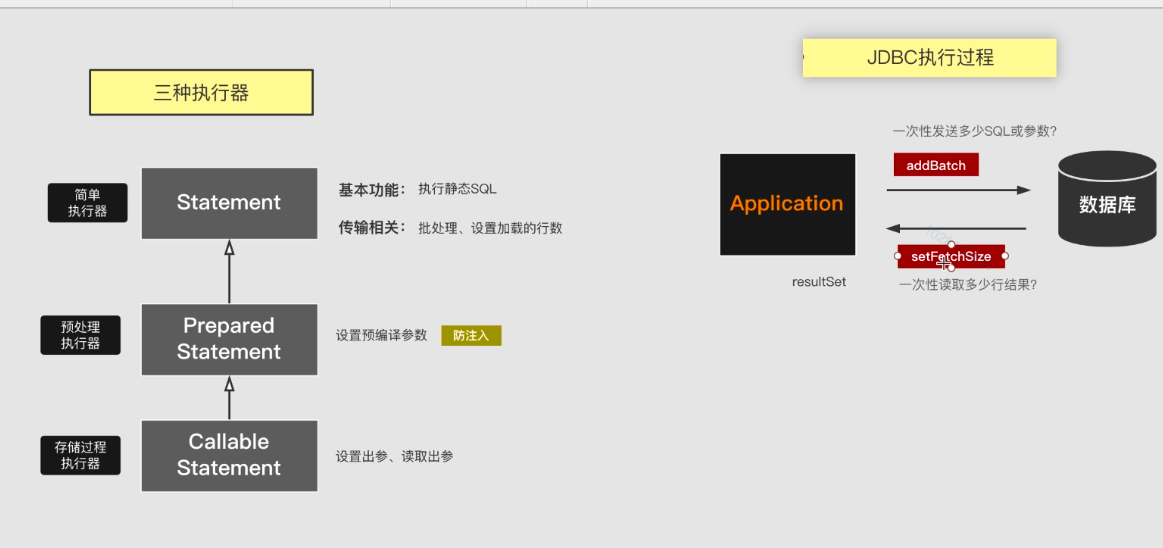 三种执行器
简单
执行器
Statement
基本功能： 执行静态SQL
传输相关： 批处理、设置加载的行数
预处理
执行器
Prepared
Statement
设置预编译参数 防注入
存储过程
执行器
Callable
Statement
设置出参、读取出参
JDBC执行过程
一次性发送多少SQL或参数?
addBatch
Application
数据库
setFetchSize
resultSet
一次性读取多少行结果?